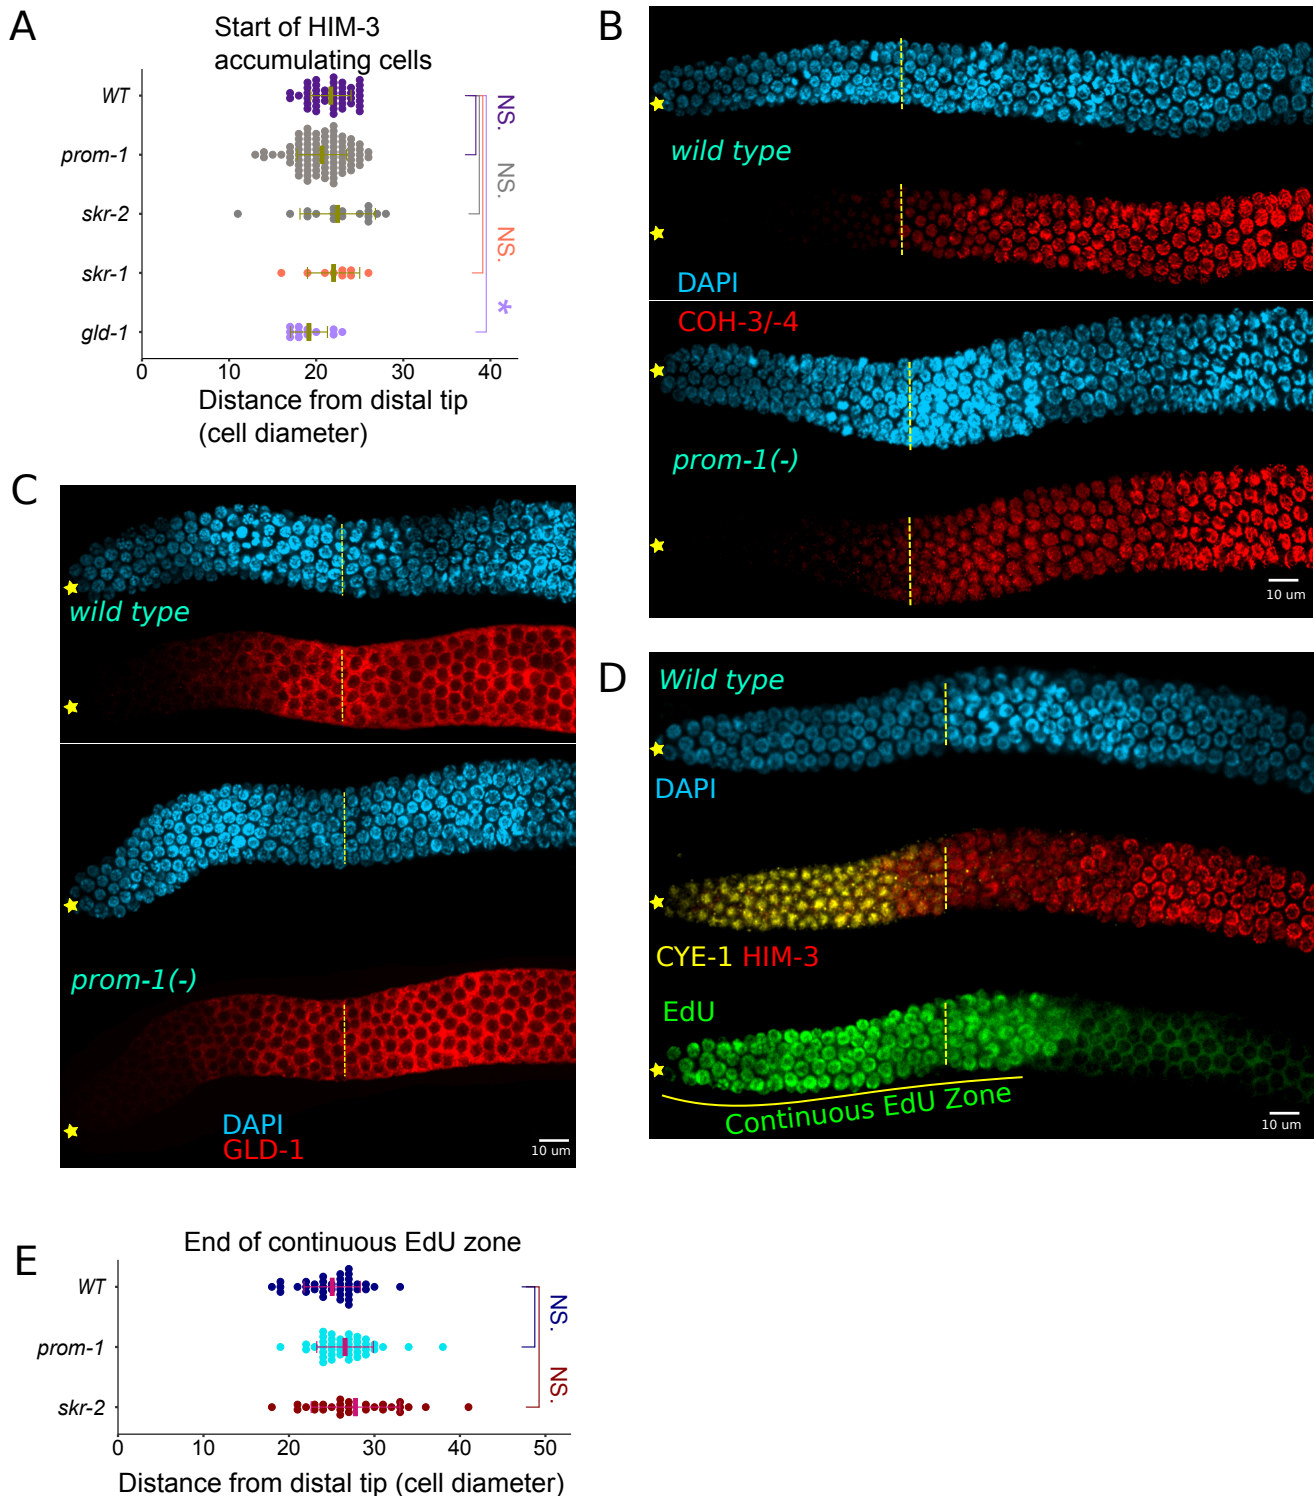 A
Start of HIM-3
accumulating cells
WT
prom-1
skr-2
skr-1
gld-1
NS.
NS.
NS.
*
0
10
20
30
40
Distance from distal tip
(cell diameter)
B
wild type
DAPI
COH-3/-4
prom-1(-)
10 um
C
wild type
prom-1(-)
DAPI
GLD-1
10 um
D
Wild type
DAPI
CYE-1 HIM-3
EdU
Continuous EdU Zone
10 um
E
End of continuous EdU zone
WT
prom-1
skr-2
NS.
NS.
0
10
20
30
40
50
Distance from distal tip (cell diameter)